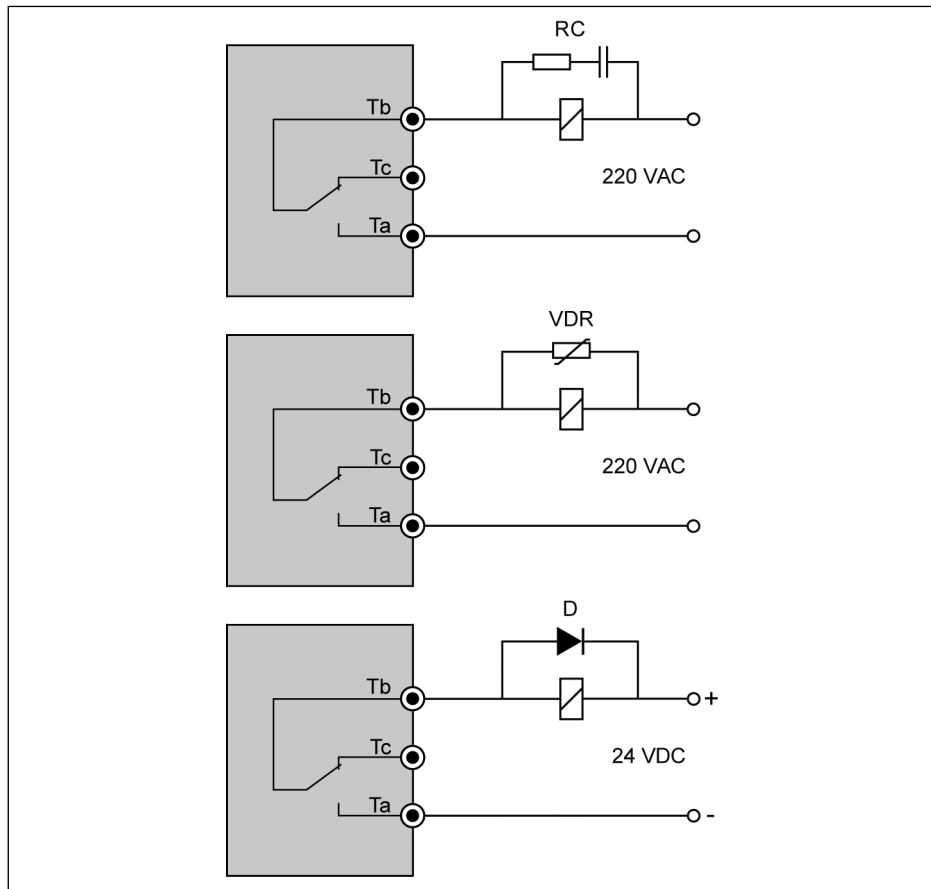 RC
Tb
Tc
220 VAC
Ta
VDR
Tb
Tc
220 VAC
Ta
D
Tb
+
Tc
24 VDC
Ta
-